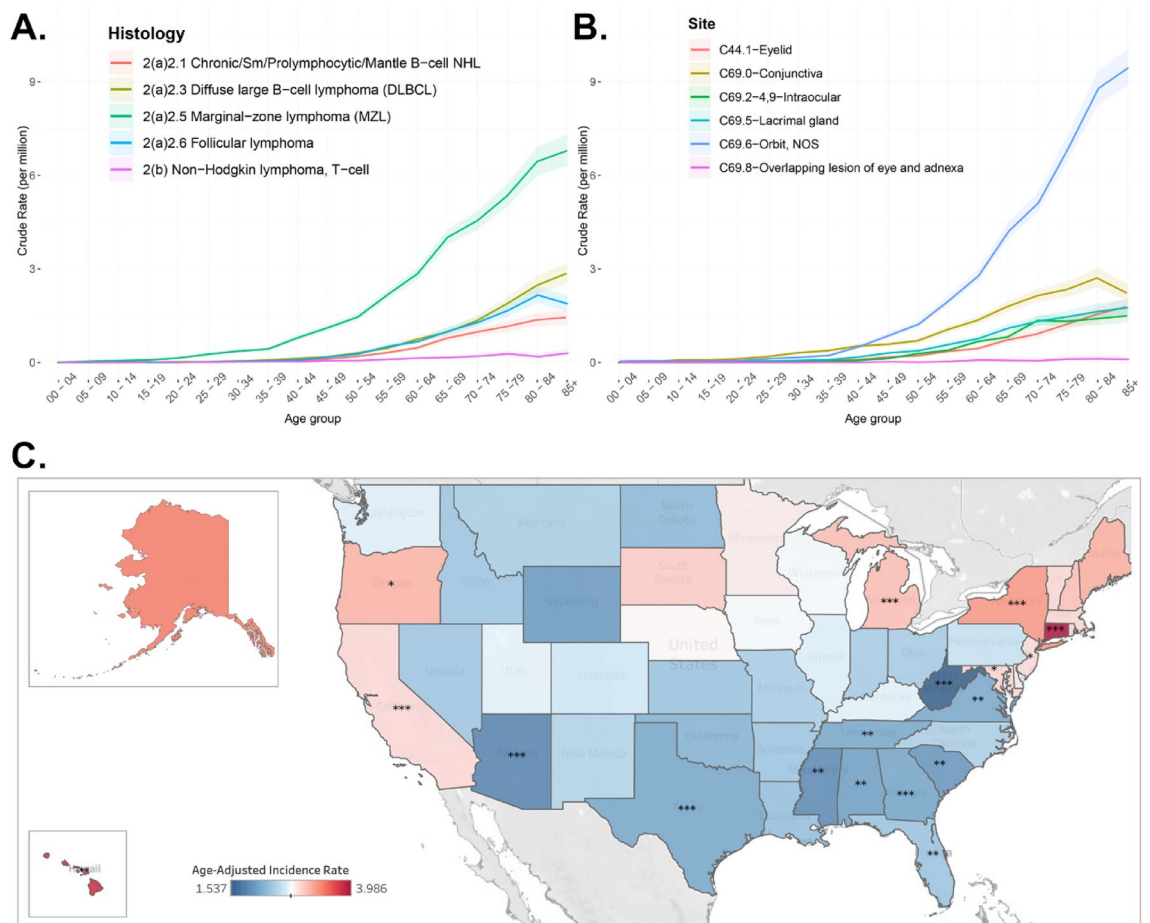 A.
Histology
2(a)2.1 Chronic/Sm/Prolymphocytic/Mantle B-cell NHL
2(a)2.3 Diffuse large B-cell lymphoma (DLBCL)
2(a)2.5 Marginal-zone lymphoma (MZL)
2(a)2.6 Follicular lymphoma
2(b) Non-Hodgkin lymphoma, T-cell
Crude Rate (per million)
9
6
3
0
00 - 04
05 - 09
10 - 14
15 - 19
20 - 24
25 - 29
30 - 34
35 - 39
40 - 44
45 - 49
50 - 54
55 - 59
60 - 64
65 - 69
70 - 74
75 - 79
80 - 84
85+
Age group
B.
Site
C44.1-Eyelid
C69.0-Conjunctiva
C69.2-4,9-Intraocular
C69.5-Lacrimal gland
C69.6-Orbit, NOS
C69.8-Overlapping lesion of eye and adnexa
Crude Rate (per million)
9
6
3
0
00 - 04
05 - 09
10 - 14
15 - 19
20 - 24
25 - 29
30 - 34
35 - 39
40 - 44
45 - 49
50 - 54
55 - 59
60 - 64
65 - 69
70 - 74
75 - 79
80 - 84
85+
Age group
C.
Montana
North
Dakota
Minnesota
South
Dakota
Wisconsin
Idaho
Wyoming
Iowa
United
States
Nevada
Utah
Colorado
Illinois
Ohio
Pennsylvania
Missouri
Oklahoma
New Mexico
Arkansas
Tennessee
North
Carolina
*
***
***
***
*
*
***
***
***
**
**
**
**
***
**
***
**
Age-Adjusted Incidence Rate
1.537
3.986